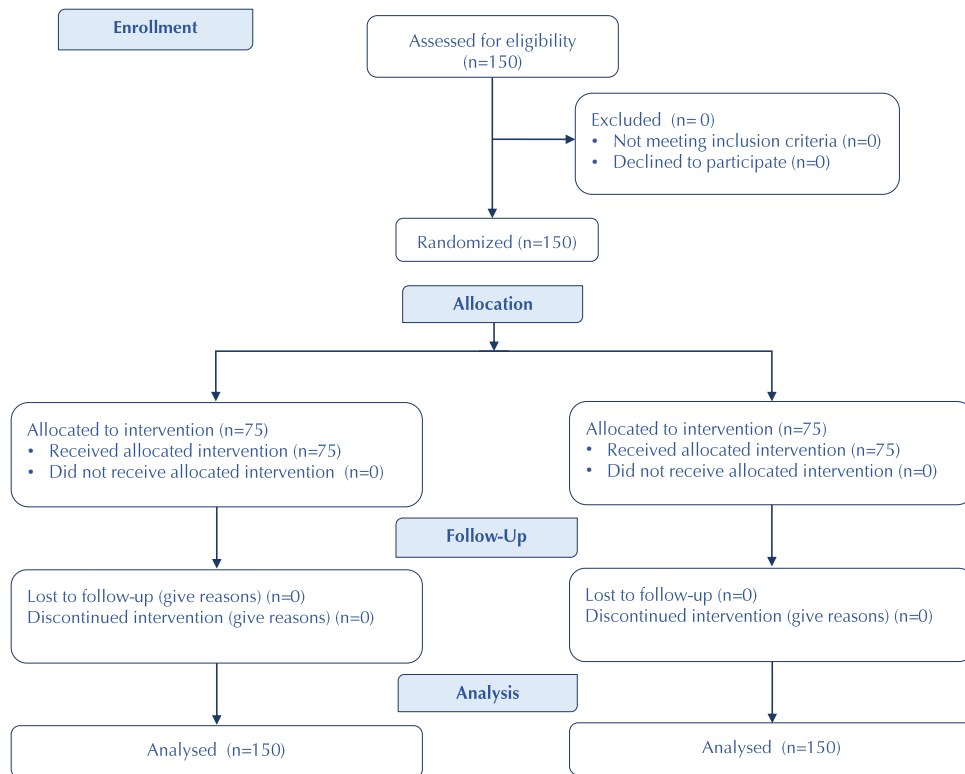 Enrollment
Assessed for eligibility
(n=150)
Excluded (n= 0)
• Not meeting inclusion criteria (n=0)
• Declined to participate (n=0)
Randomized (n=150)
Allocation
Allocated to intervention (n=75)
• Received allocated intervention (n=75)
• Did not receive allocated intervention (n=0)
Allocated to intervention (n=75)
• Received allocated intervention (n=75)
• Did not receive allocated intervention (n=0)
Follow-Up
Lost to follow-up (give reasons) (n=0)
Discontinued intervention (give reasons) (n=0)
Lost to follow-up (n=0)
Discontinued intervention (give reasons) (n=0)
Analysis
Analysed (n=150)
Analysed (n=150)